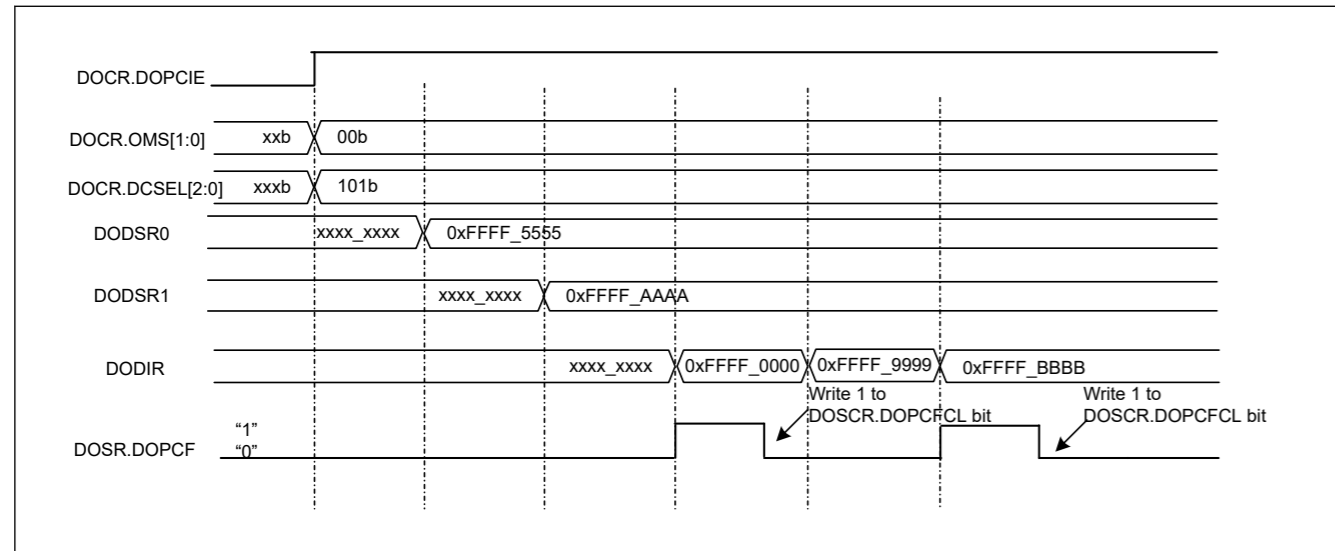 DOCR.DOPCIE
DOCR.OMS[1:0] xxb 00b
DOCR.DCSEL[2:0] xxxb 101b
DODSR0 xxxx_xxxx 0xFFFF_5555
DODSR1 xxxx_xxxx 0xFFFF_AAAA
DODIR xxxx_xxxx 0xFFFF_0000 0xFFFF_9999 0xFFFF_BBBB
Write 1 to
DOSCR.DOPCFCL bit
Write 1 to
DOSCR.DOPCFCL bit
“1”
DOSR.DOPCF “0”